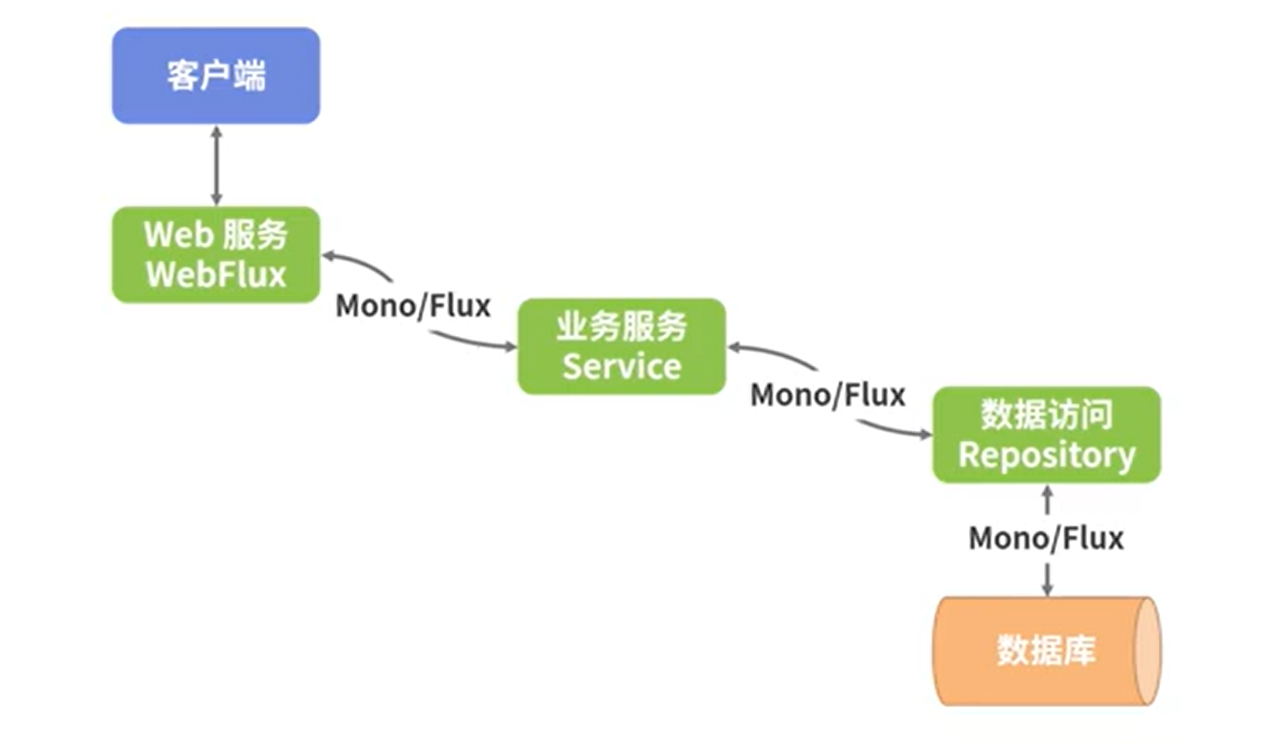 客户端
Web 服务
WebFlux
Mono/Flux
业务服务
Service
Mono/Flux
数据访问
Repository
Mono/Flux
数据库